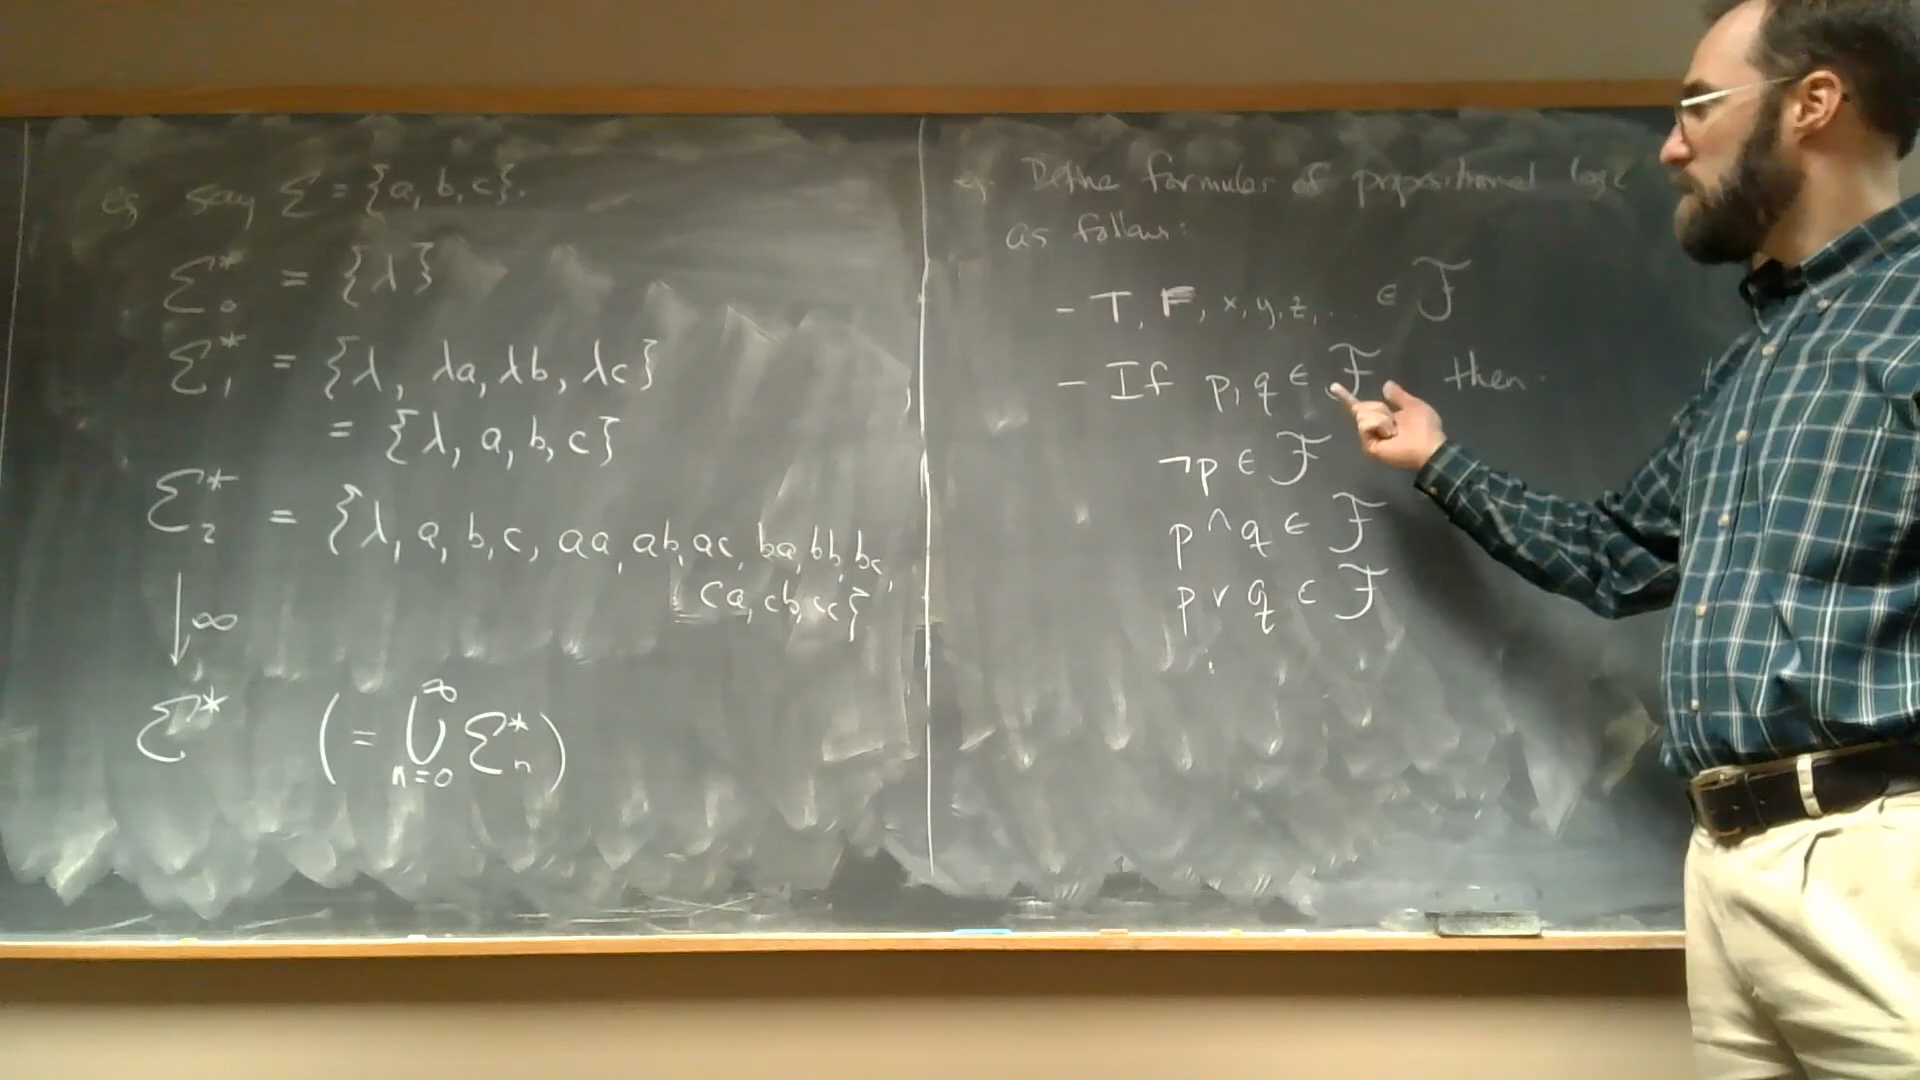 eg say Σ = {a, b, c}.
Σ*₀ = {λ}
Σ*₁ = {λ, λa, λb, λc}
= {λ, a, b, c}
Σ*₂ = {λ, a, b, c, aa, ab, ac, ba, bb, bc,
ca, cb, cc}
↓ ∞
Σ* (= ⋃ₙ₌₀^∞ Σ*ₙ)
eg. Define formulas of propositional logic
as follows:
- T, F, x, y, z, ... ∈ ℱ
- If p, q ∈ ℱ then
¬p ∈ ℱ
p ∧ q ∈ ℱ
p ∨ q ∈ ℱ
⋮